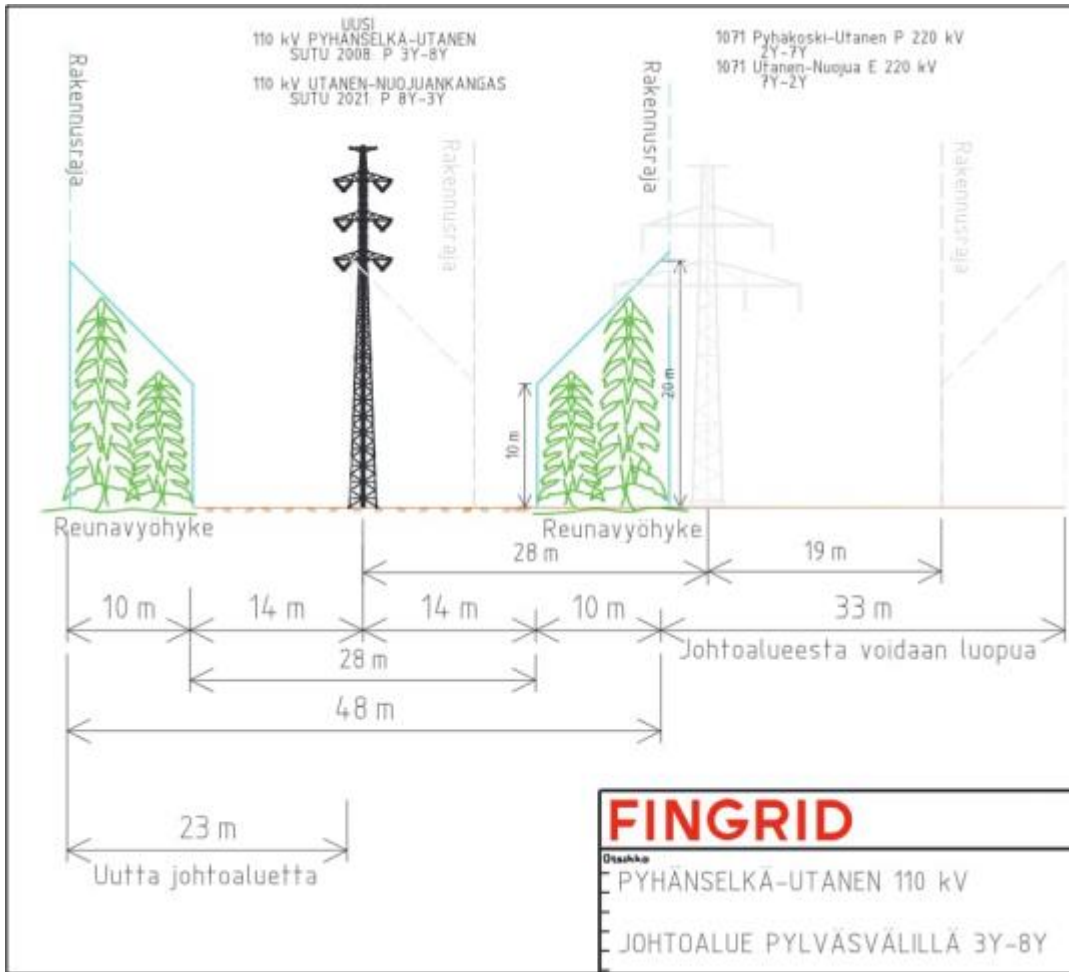 UUSI
110 kV PYHÄNSELKÄ-UTANEN
SUTU 2008 P 3Y-8Y
110 kV UTANEN-NUOJUANKANGAS
SUTU 2021 P 8Y-3Y
1071 Pyhäkoski-Utanen P 220 kV
2Y-7Y
1071 Utanen-Nuojua E 220 kV
7Y-2Y
Rakennusraja
Rakennusraja
Rakennusraja
Rakennusraja
20 m
10 m
Reunavyöhyke
Reunavyöhyke
28 m
19 m
10 m
14 m
14 m
10 m
33 m
Johtoalueesta voidaan luopua
28 m
48 m
23 m
Uutta johtoaluetta
FINGRID
Otsikko
PYHÄNSELKÄ-UTANEN 110 kV
JOHTOALUE PYLVÄSVÄLILLÄ 3Y-8Y